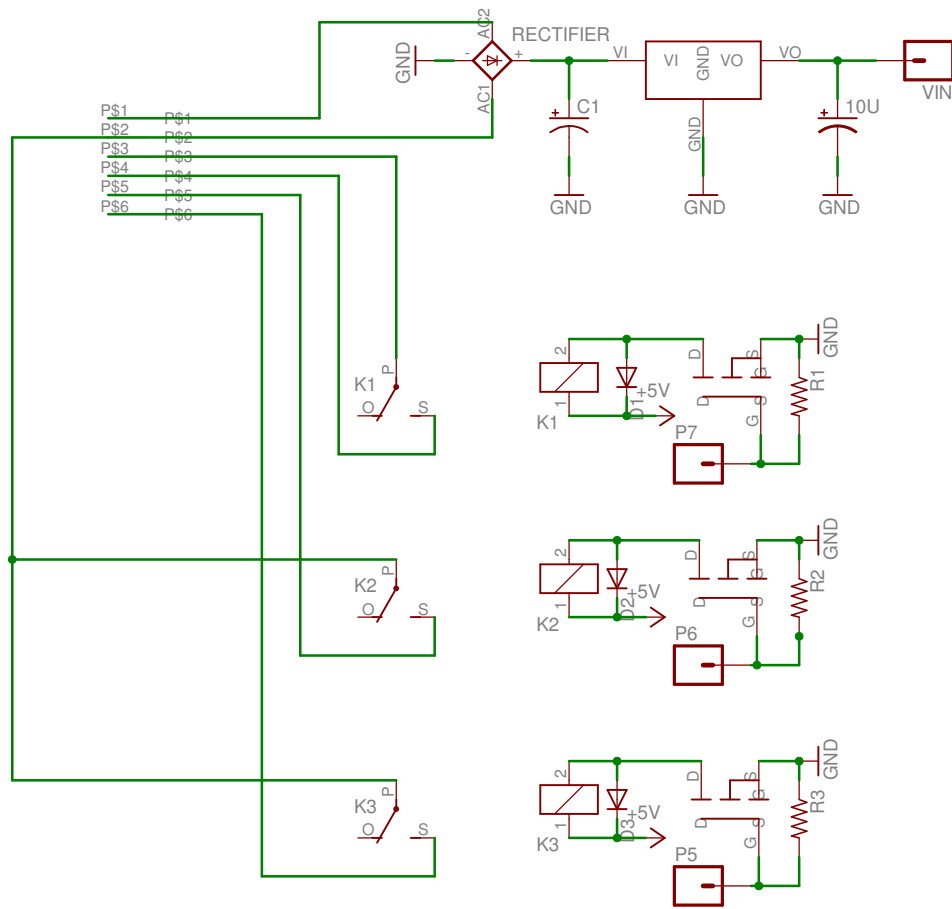 AC2
RECTIFIER
GND
-
+
VI
VI
GND
VO
VO
VIN
AC1
C1
+
GND
+
10U
GND
GND
GND
P$1
P$1
P$2
P$2
P$3
P$3
P$4
P$4
P$5
P$5
P$6
P$6
K1
P
O
S
2
1
K1
D1
+5V
D
S
G
D
S
G
GND
R1
P7
K2
P
O
S
2
1
K2
D2
+5V
D
S
G
D
S
G
GND
R2
P6
K3
P
O
S
2
1
K3
D3
+5V
D
S
G
D
S
G
GND
R3
P5